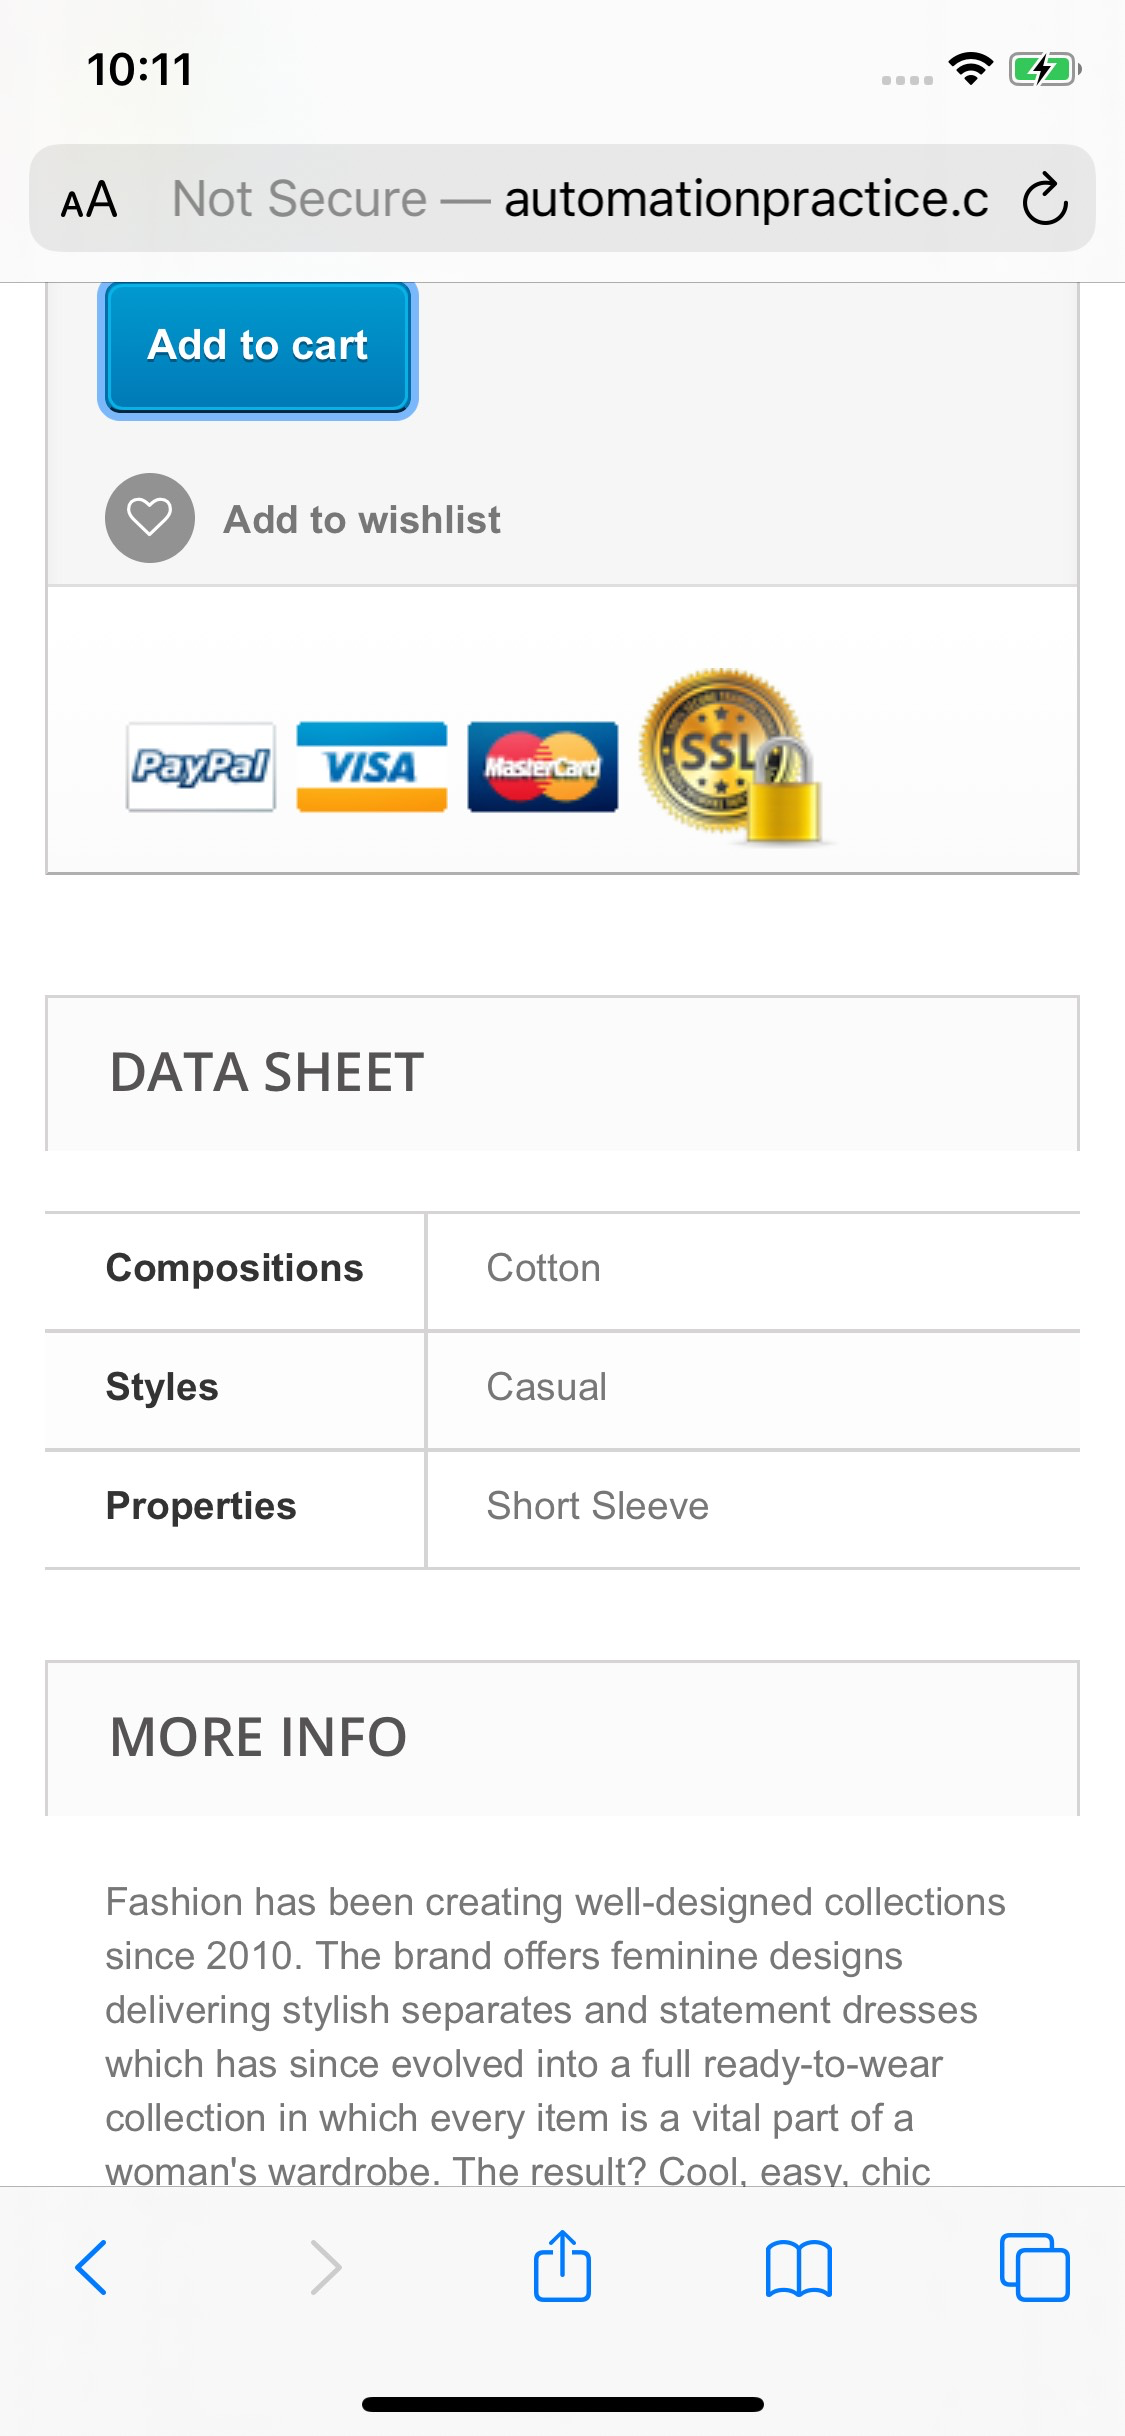 10:11
AA Not Secure — automationpractice.c
Add to cart
Add to wishlist
PayPal VISA MasterCard SSL
DATA SHEET
Compositions Cotton
Styles Casual
Properties Short Sleeve
MORE INFO
Fashion has been creating well-designed collections
since 2010. The brand offers feminine designs
delivering stylish separates and statement dresses
which has since evolved into a full ready-to-wear
collection in which every item is a vital part of a
woman's wardrobe. The result? Cool, easy, chic